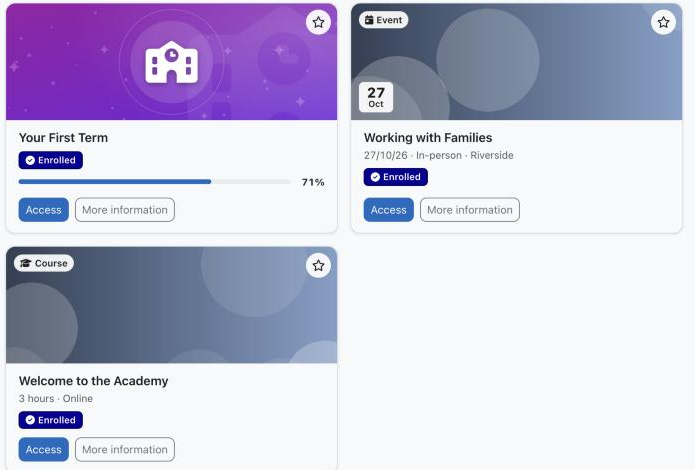 Your First Term
Enrolled
71%
Access
More information
Event
27
Oct
Working with Families
27/10/26 · In-person · Riverside
Enrolled
Access
More information
Course
Welcome to the Academy
3 hours · Online
Enrolled
Access
More information